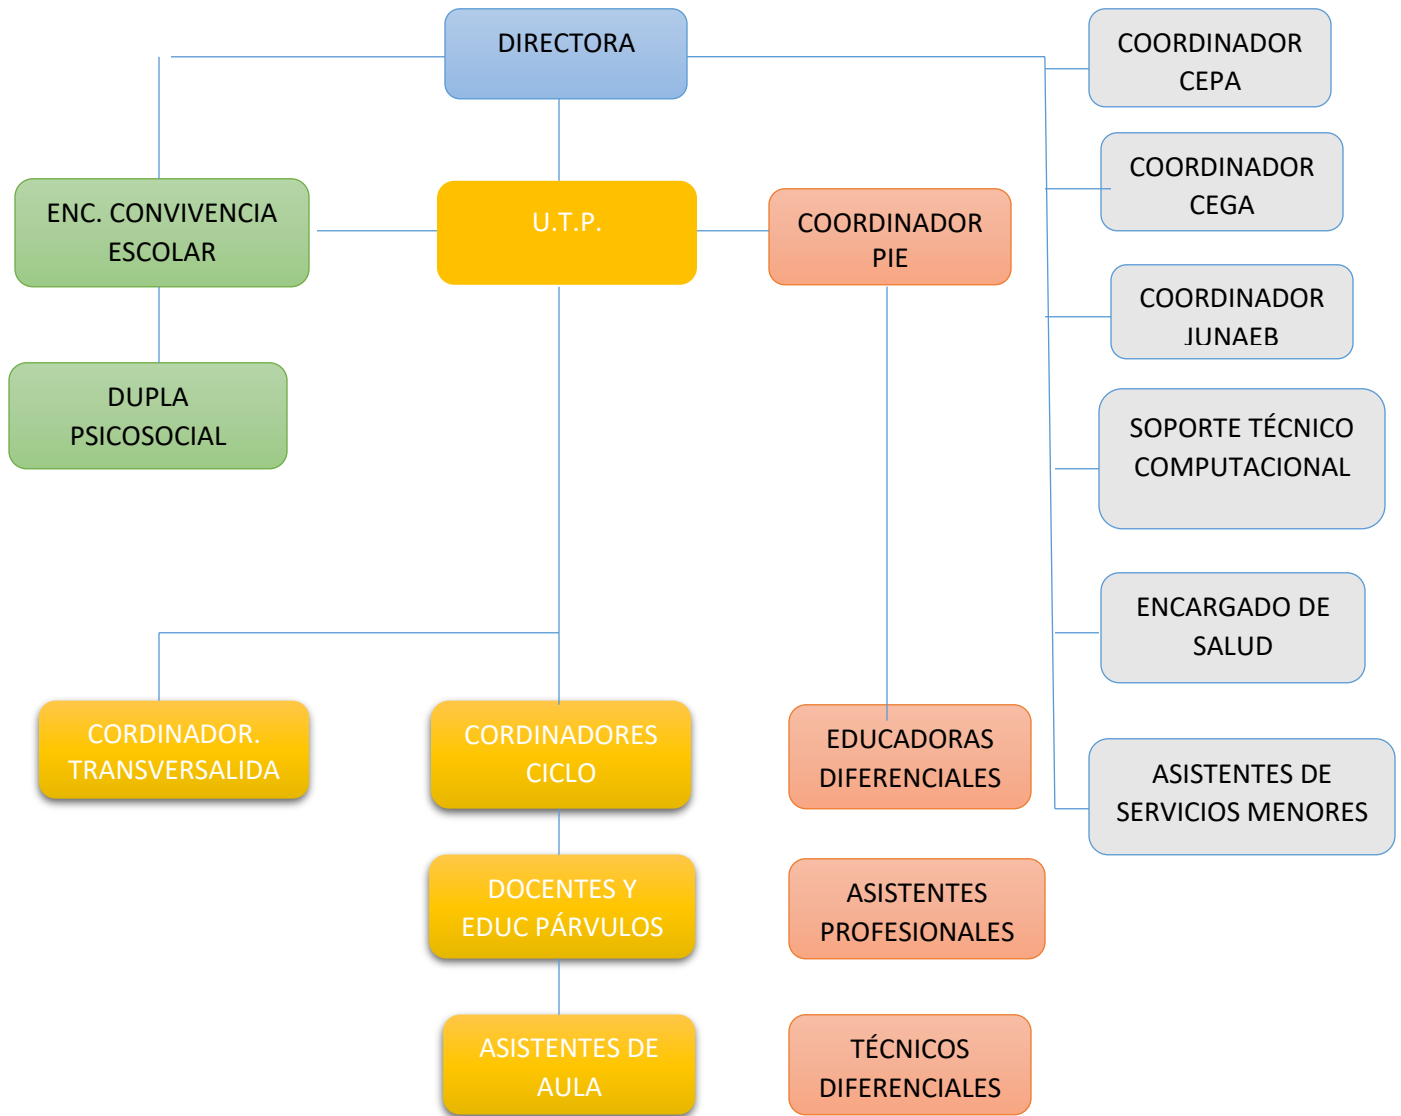 DIRECTORA
COORDINADOR
CEPA
COORDINADOR
CEGA
ENC. CONVIVENCIA
ESCOLAR
U.T.P.
COORDINADOR
PIE
COORDINADOR
JUNAEB
DUPLA
PSICOSOCIAL
SOPORTE TÉCNICO
COMPUTACIONAL
ENCARGADO DE
SALUD
CORDINADOR.
TRANSVERSALIDA
CORDINADORES
CICLO
EDUCADORAS
DIFERENCIALES
ASISTENTES DE
SERVICIOS MENORES
DOCENTES Y
EDUC PÁRVULOS
ASISTENTES
PROFESIONALES
ASISTENTES DE
AULA
TÉCNICOS
DIFERENCIALES